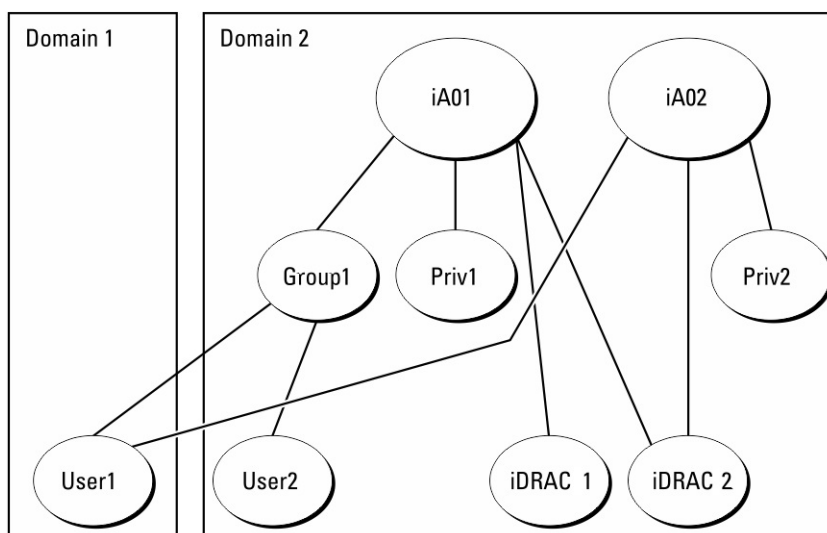 Domain 1
Domain 2
iA01
iA02
Group1
Priv1
Priv2
User1
User2
iDRAC 1
iDRAC 2